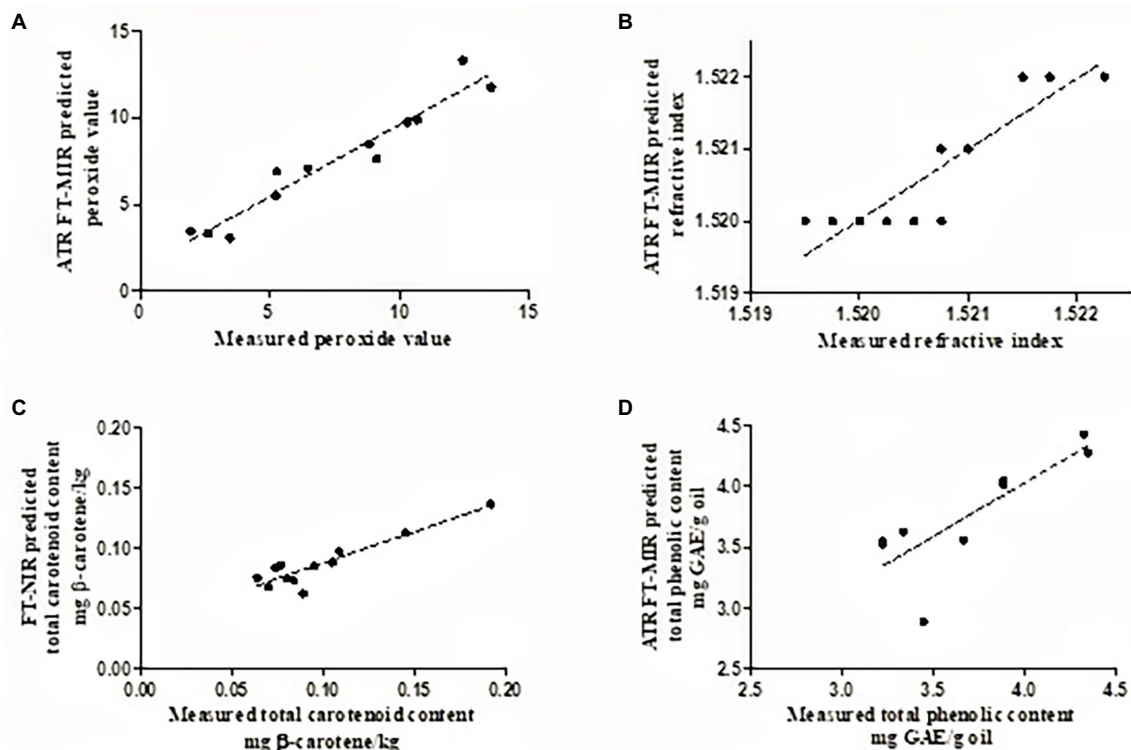 A
ATR FT-MIR predicted
peroxide value
15
10
5
0
0 5 10 15
Measured peroxide value
B
ATR FT-MIR predicted
refractive index
1.522
1.521
1.520
1.519
1.519 1.520 1.521 1.522
Measured refractive index
C
FT-NIR predicted
total carotenoid content
mg β-carotene/kg
0.20
0.15
0.10
0.05
0.00
0.00 0.05 0.10 0.15 0.20
Measured total carotenoid content
mg β-carotene/kg
D
ATR FT-MIR predicted
total phenolic content
mg GAE/g oil
4.5
4.0
3.5
3.0
2.5
2.5 3.0 3.5 4.0 4.5
Measured total phenolic content
mg GAE/g oil